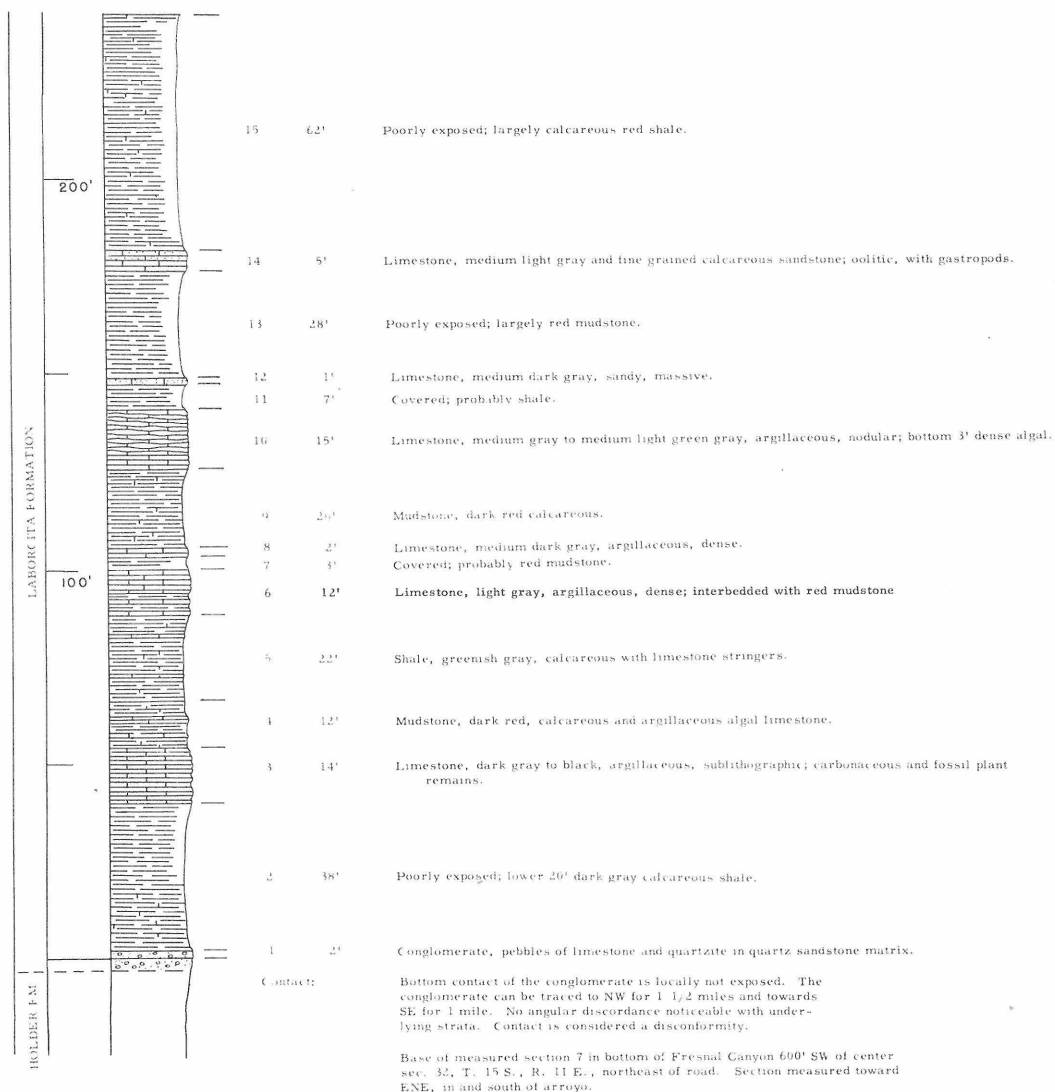 15 62' Poorly exposed; largely calcareous red shale.
200'
14 5' Limestone, medium light gray and fine grained calcareous sandstone; oolitic, with gastropods.
13 28' Poorly exposed; largely red mudstone.
12 1' Limestone, medium dark gray, sandy, massive.
11 7' Covered; probably shale.
10 15' Limestone, medium gray to medium light green gray, argillaceous, nodular; bottom 3' dense algal.
LABORCITA FORMATION
9 Mudstone, dark red calcareous.
8 2' Limestone, medium dark gray, argillaceous, dense.
7 3' Covered; probably red mudstone.
100'
6 12' Limestone, light gray, argillaceous, dense; interbedded with red mudstone
5 22' Shale, greenish gray, calcareous with limestone stringers.
4 12' Mudstone, dark red, calcareous and argillaceous algal limestone.
3 14' Limestone, dark gray to black, argillaceous, sublithographic; carbonaceous and fossil plant
remains.
2 38' Poorly exposed; lower 20' dark gray calcareous shale.
1 2' Conglomerate, pebbles of limestone and quartzite in quartz sandstone matrix.
Contact: Bottom contact of the conglomerate is locally not exposed. The
conglomerate can be traced to NW for 1 1/2 miles and towards
SE for 1 mile. No angular discordance noticeable with under-
lying strata. Contact is considered a disconformity.
HOLDER FM
Base of measured section 7 in bottom of Fresnal Canyon 600' SW of center
sec. 32, T. 15 S., R. 11 E., northeast of road. Section measured toward
ENE, in and south of arroyo.